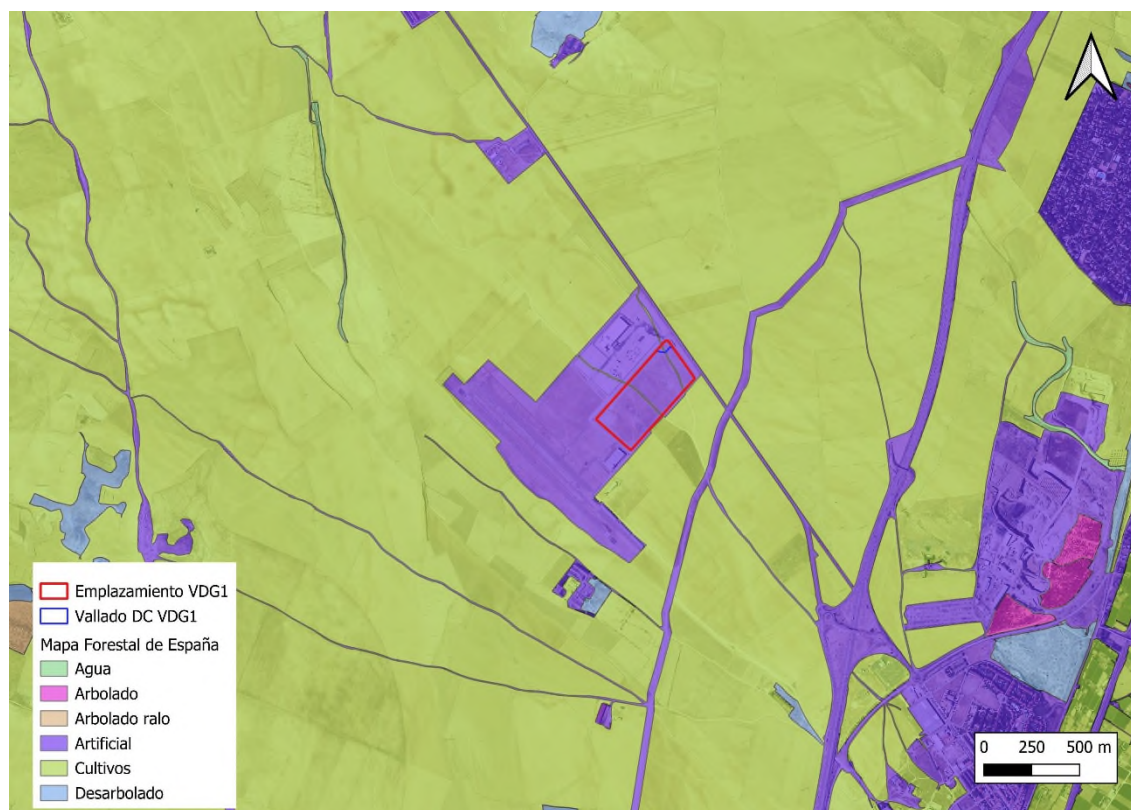 Emplazamiento VDG1
Vallado DC VDG1
Mapa Forestal de España
Agua
Arbolado
Arbolado ralo
Artificial
Cultivos
Desarbolado
0 250 500 m